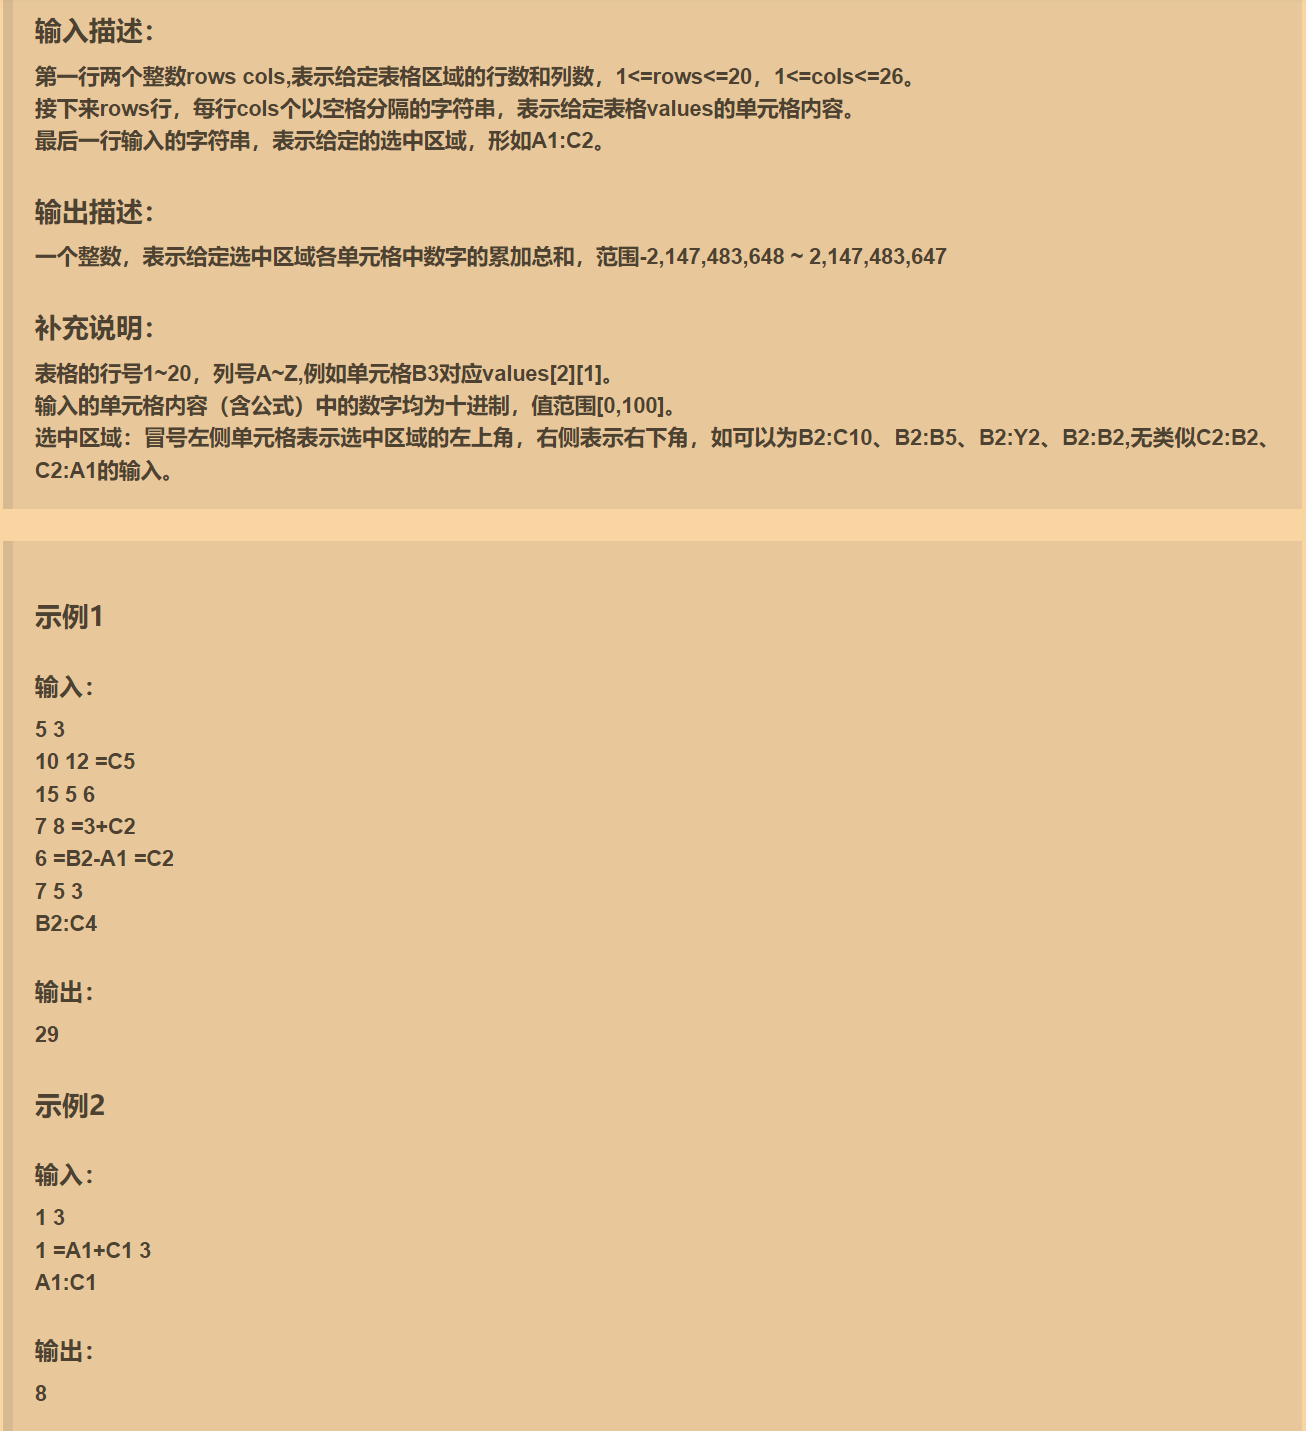 输入描述：
第一行两个整数rows cols,表示给定表格区域的行数和列数，1<=rows<=20，1<=cols<=26。
接下来rows行，每行cols个以空格分隔的字符串，表示给定表格values的单元格内容。
最后一行输入的字符串，表示给定的选中区域，形如A1:C2。
输出描述：
一个整数，表示给定选中区域各单元格中数字的累加总和，范围-2,147,483,648 ~ 2,147,483,647
补充说明：
表格的行号1~20，列号A~Z,例如单元格B3对应values[2][1]。
输入的单元格内容（含公式）中的数字均为十进制，值范围[0,100]。
选中区域：冒号左侧单元格表示选中区域的左上角，右侧表示右下角，如可以为B2:C10、B2:B5、B2:Y2、B2:B2,无类似C2:B2、
C2:A1的输入。
示例1
输入：
5 3
10 12 =C5
15 5 6
7 8 =3+C2
6 =B2-A1 =C2
7 5 3
B2:C4
输出：
29
示例2
输入：
1 3
1 =A1+C1 3
A1:C1
输出：
8